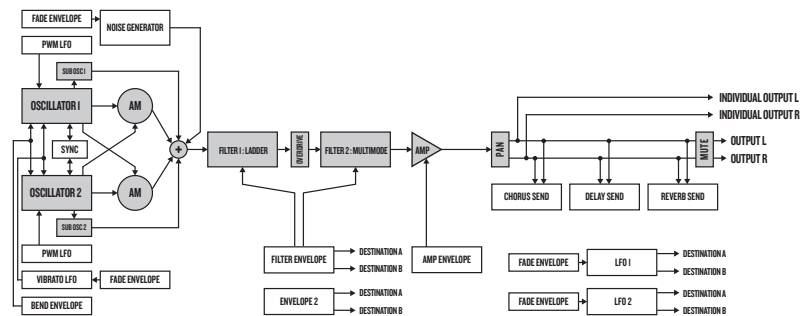 FADE ENVELOPE
NOISE GENERATOR
PWM LFO
SUB OSC 1
OSCILLATOR 1
AM
SYNC
+
FILTER 1 : LADDER
OVERDRIVE
FILTER 2 : MULTIMODE
AMP
PAN
INDIVIDUAL OUTPUT L
INDIVIDUAL OUTPUT R
MUTE
OUTPUT L
OUTPUT R
OSCILLATOR 2
AM
SUB OSC 2
CHORUS SEND
DELAY SEND
REVERB SEND
PWM LFO
VIBRATO LFO
FADE ENVELOPE
BEND ENVELOPE
FILTER ENVELOPE
DESTINATION A
DESTINATION B
AMP ENVELOPE
ENVELOPE 2
DESTINATION A
DESTINATION B
FADE ENVELOPE
LFO 1
DESTINATION A
DESTINATION B
FADE ENVELOPE
LFO 2
DESTINATION A
DESTINATION B